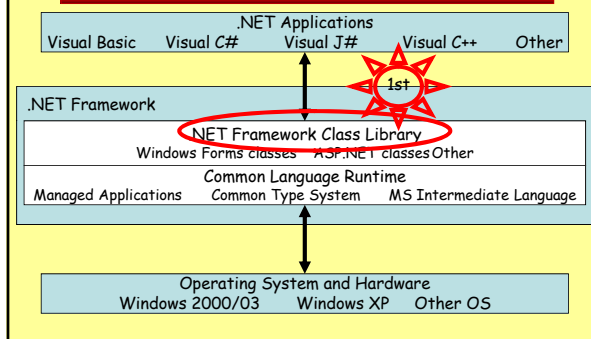 .NET Applications
Visual Basic Visual C# Visual J# Visual C++ Other
1st
.NET Framework
.NET Framework Class Library
Windows Forms classes ASP.NET classes Other
Common Language Runtime
Managed Applications Common Type System MS Intermediate Language
Operating System and Hardware
Windows 2000/03 Windows XP Other OS